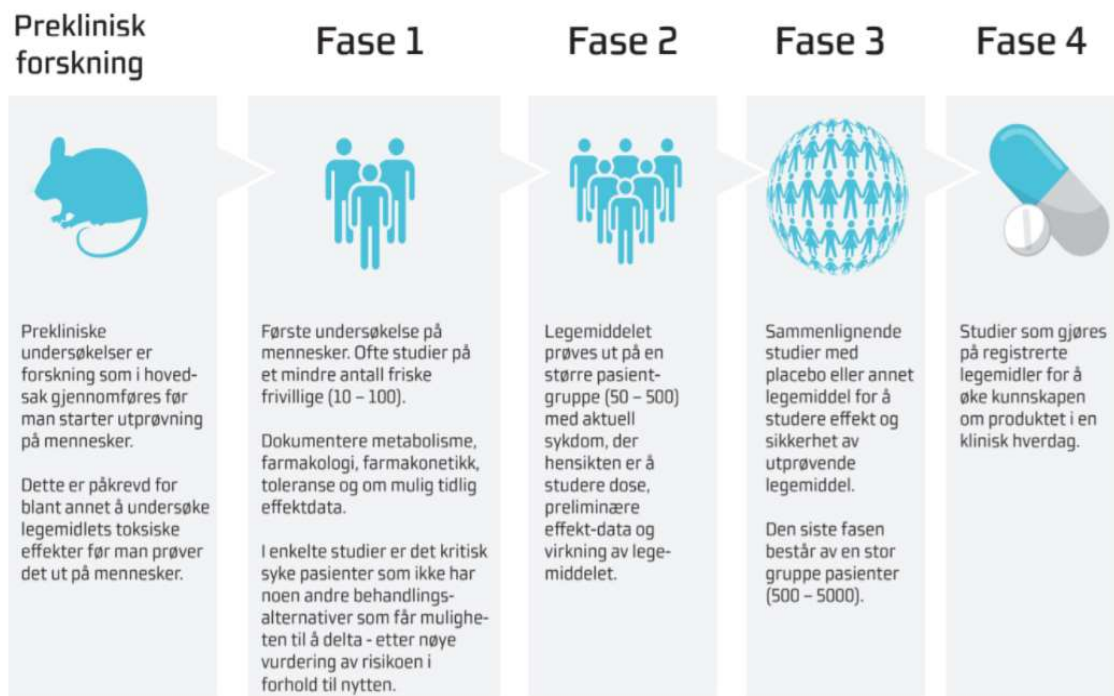 Preklinisk
forskning
Fase 1
Fase 2
Fase 3
Fase 4
Prekliniske
undersøkelser er
forskning som i hoved-
sak gjennomføres før
man starter utprøvning
på mennesker.
Dette er påkrevd for
blant annet å undersøke
legemidlets toksiske
effekter før man prøver
det ut på mennesker.
Første undersøkelse på
mennesker. Ofte studier på
et mindre antall friske
frivillige (10 – 100).
Dokumentere metabolisme,
farmakologi, farmakonetikk,
toleranse og om mulig tidlig
effektdata.
I enkelte studier er det kritisk
syke pasienter som ikke har
noen andre behandlings-
alternativer som får mulighe-
ten til å delta - etter nøye
vurdering av risikoen i
forhold til nytten.
Legemiddelet
prøves ut på en
større pasient-
gruppe (50 – 500)
med aktuell
sykdom, der
hensikten er å
studere dose,
preliminære
effekt-data og
virkning av lege-
middelet.
Sammenlignende
studier med
placebo eller annet
legemiddel for å
studere effekt og
sikkerhet av
utprøvende
legemiddel.
Den siste fasen
består av en stor
gruppe pasienter
(500 – 5000).
Studier som gjøres
på registrerte
legemidler for å
øke kunnskapen
om produktet i en
klinisk hverdag.